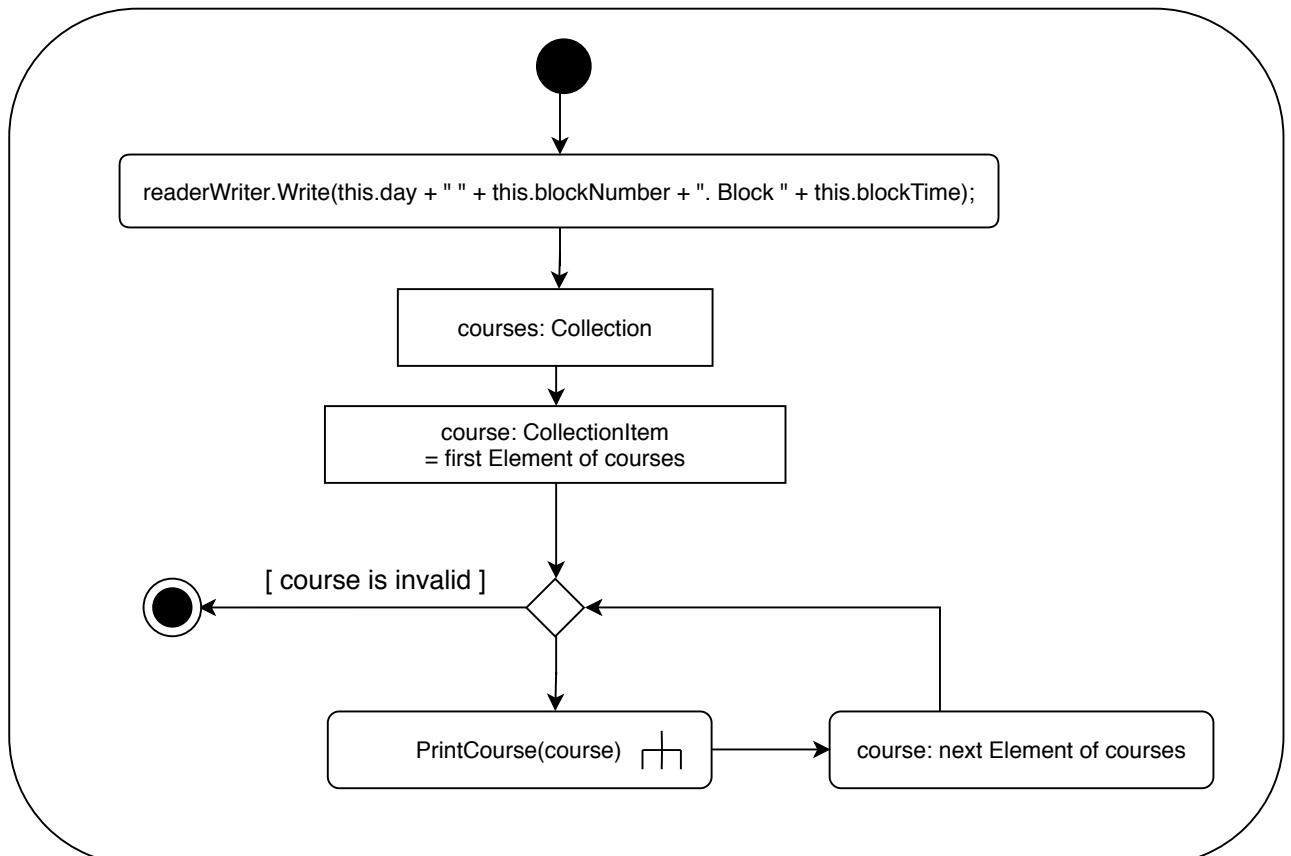 readerWriter.Write(this.day + " " + this.blockNumber + ". Block " + this.blockTime);
courses: Collection
course: CollectionItem
= first Element of courses
[ course is invalid ]
PrintCourse(course)
course: next Element of courses